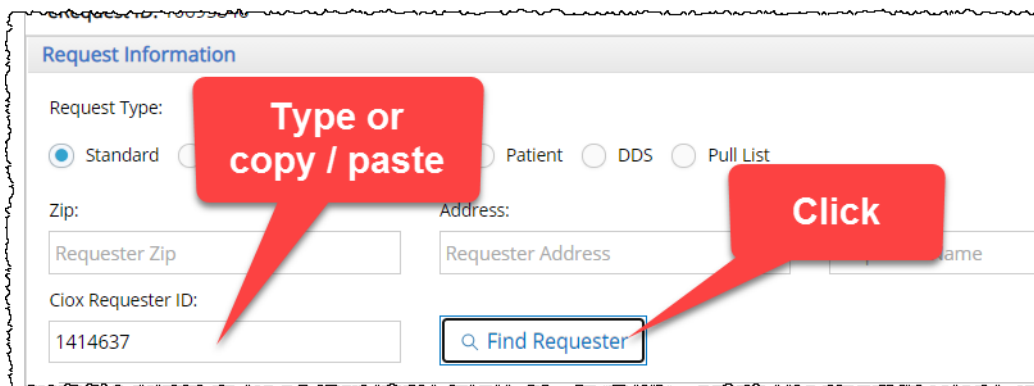 Request Information
Request Type:
Type or
copy / paste
Standard
Patient
DDS
Pull List
Zip:
Address:
Click
Requester Zip
Requester Address
Ciox Requester ID:
1414637
Find Requester